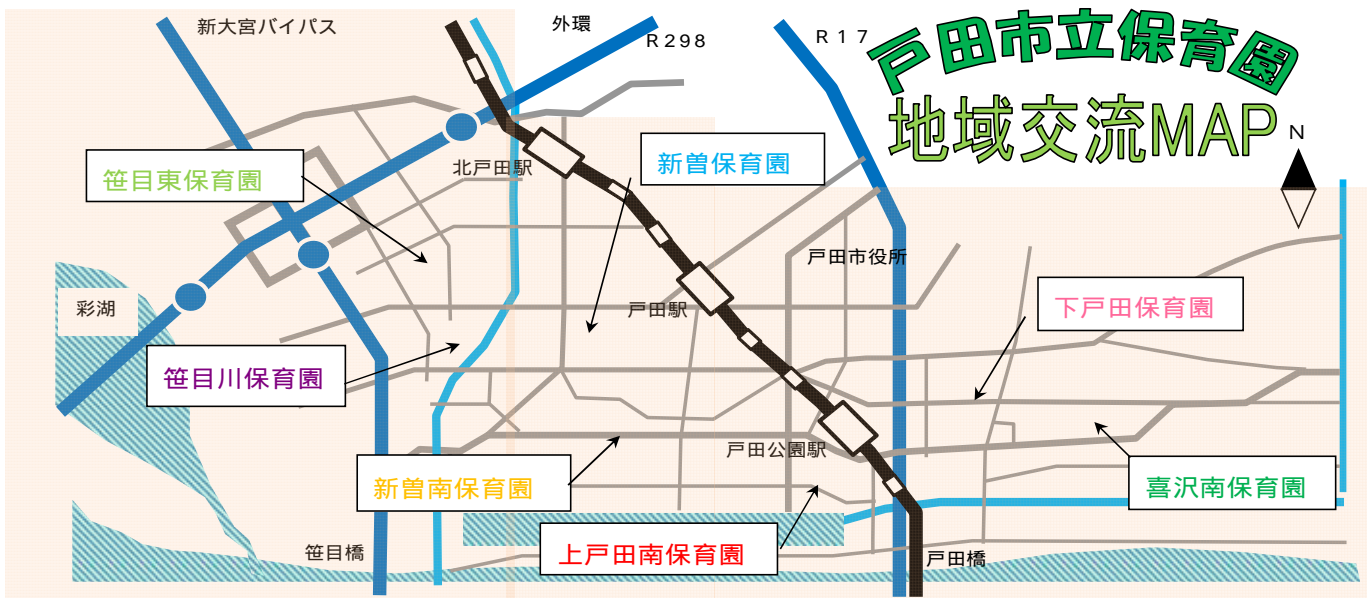 新大宮バイパス
外環
R298
R17
戸田市立保育園
地域交流MAP
N
笹目東保育園
北戸田駅
新曽保育園
戸田市役所
彩湖
戸田駅
下戸田保育園
笹目川保育園
戸田公園駅
新曽南保育園
喜沢南保育園
上戸田南保育園
笹目橋
戸田橋